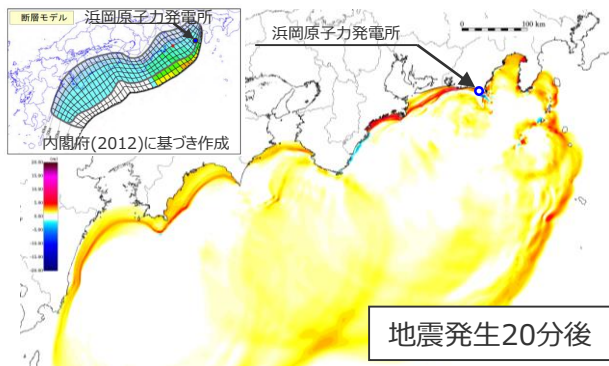 断層モデル
浜岡原子力発電所
内閣府(2012)に基づき作成
浜岡原子力発電所
0
100 km
地震発生20分後